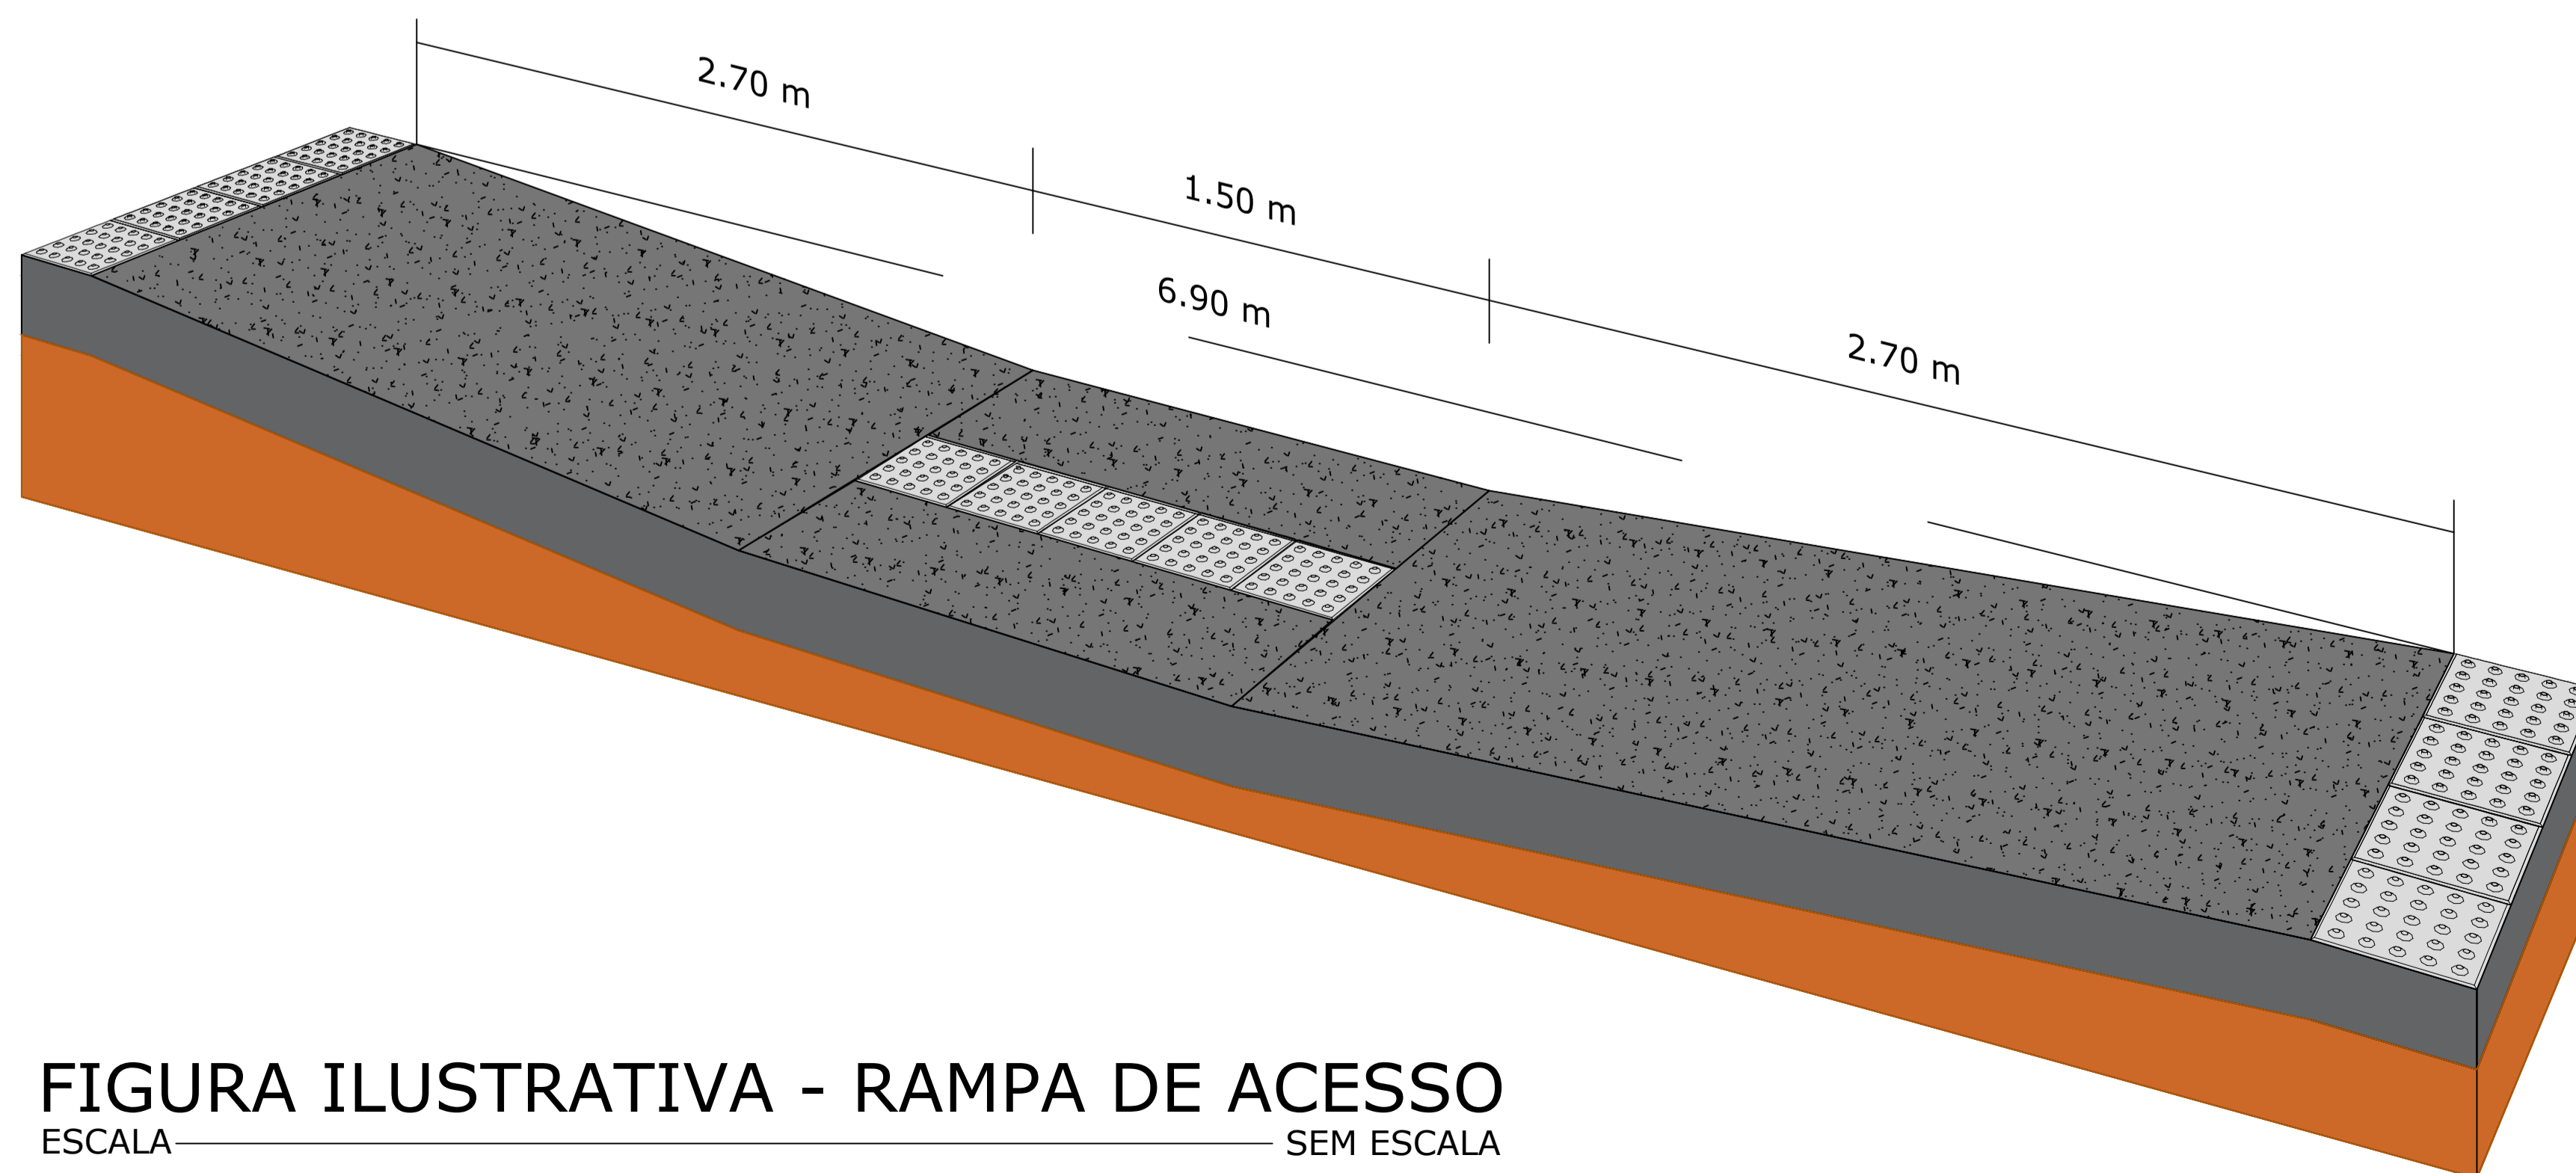 2.70 m
1.50 m
6.90 m
2.70 m
FIGURA ILUSTRATIVA - RAMPA DE ACESSO
ESCALA SEM ESCALA